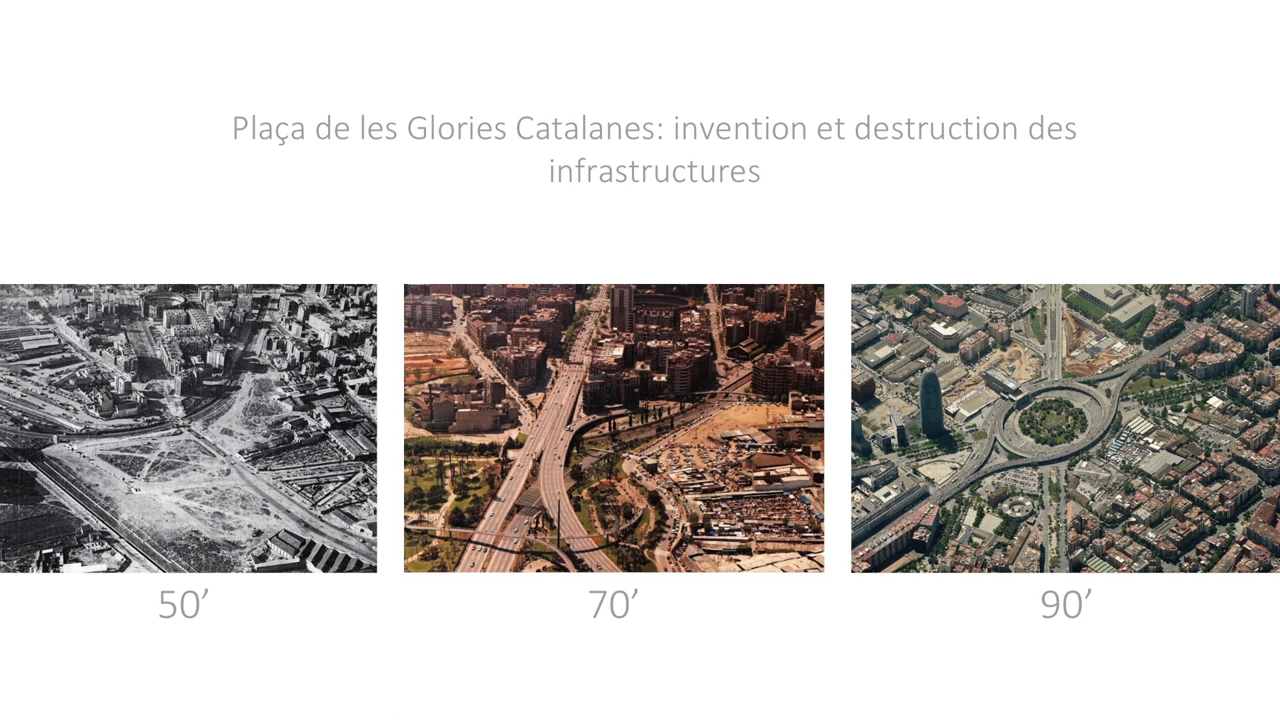 Plaça de les Glories Catalanes: invention et destruction des
infrastructures
50’
70’
90’